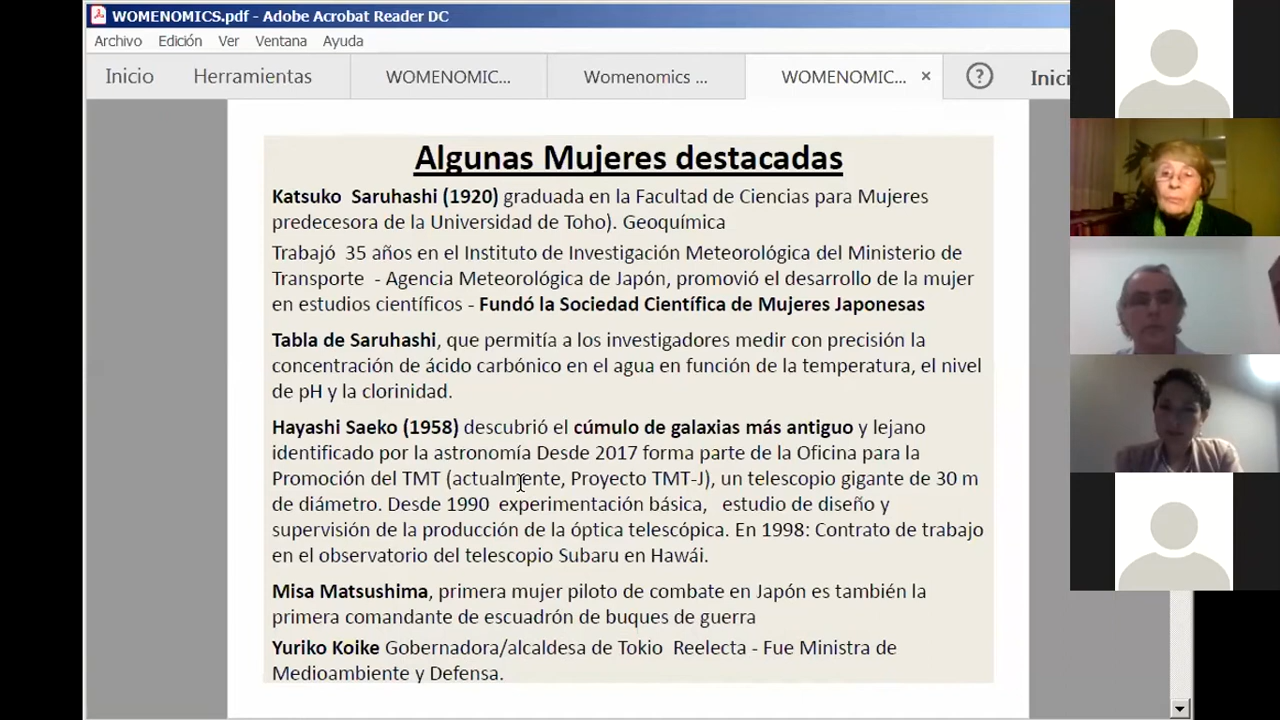 WOMENOMICS.pdf - Adobe Acrobat Reader DC
Archivo Edición Ver Ventana Ayuda
Inicio Herramientas WOMENOMIC... Womenomics ... WOMENOMIC... × ? Inici
Algunas Mujeres destacadas
Katsuko Saruhashi (1920) graduada en la Facultad de Ciencias para Mujeres
predecesora de la Universidad de Toho). Geoquímica
Trabajó 35 años en el Instituto de Investigación Meteorológica del Ministerio de
Transporte - Agencia Meteorológica de Japón, promovió el desarrollo de la mujer
en estudios científicos - Fundó la Sociedad Científica de Mujeres Japonesas
Tabla de Saruhashi, que permitía a los investigadores medir con precisión la
concentración de ácido carbónico en el agua en función de la temperatura, el nivel
de pH y la clorinidad.
Hayashi Saeko (1958) descubrió el cúmulo de galaxias más antiguo y lejano
identificado por la astronomía Desde 2017 forma parte de la Oficina para la
Promoción del TMT (actualmente, Proyecto TMT-J), un telescopio gigante de 30 m
de diámetro. Desde 1990 experimentación básica, estudio de diseño y
supervisión de la producción de la óptica telescópica. En 1998: Contrato de trabajo
en el observatorio del telescopio Subaru en Hawái.
Misa Matsushima, primera mujer piloto de combate en Japón es también la
primera comandante de escuadrón de buques de guerra
Yuriko Koike Gobernadora/alcaldesa de Tokio Reelecta - Fue Ministra de
Medioambiente y Defensa.